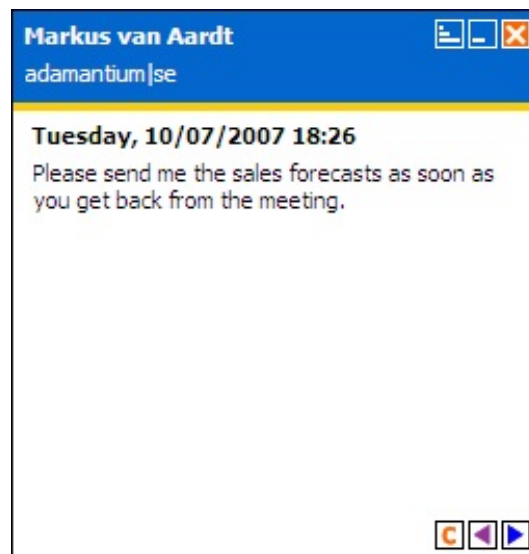 Markus van Aardt
adamantium|se
Tuesday, 10/07/2007 18:26
Please send me the sales forecasts as soon as
you get back from the meeting.
C